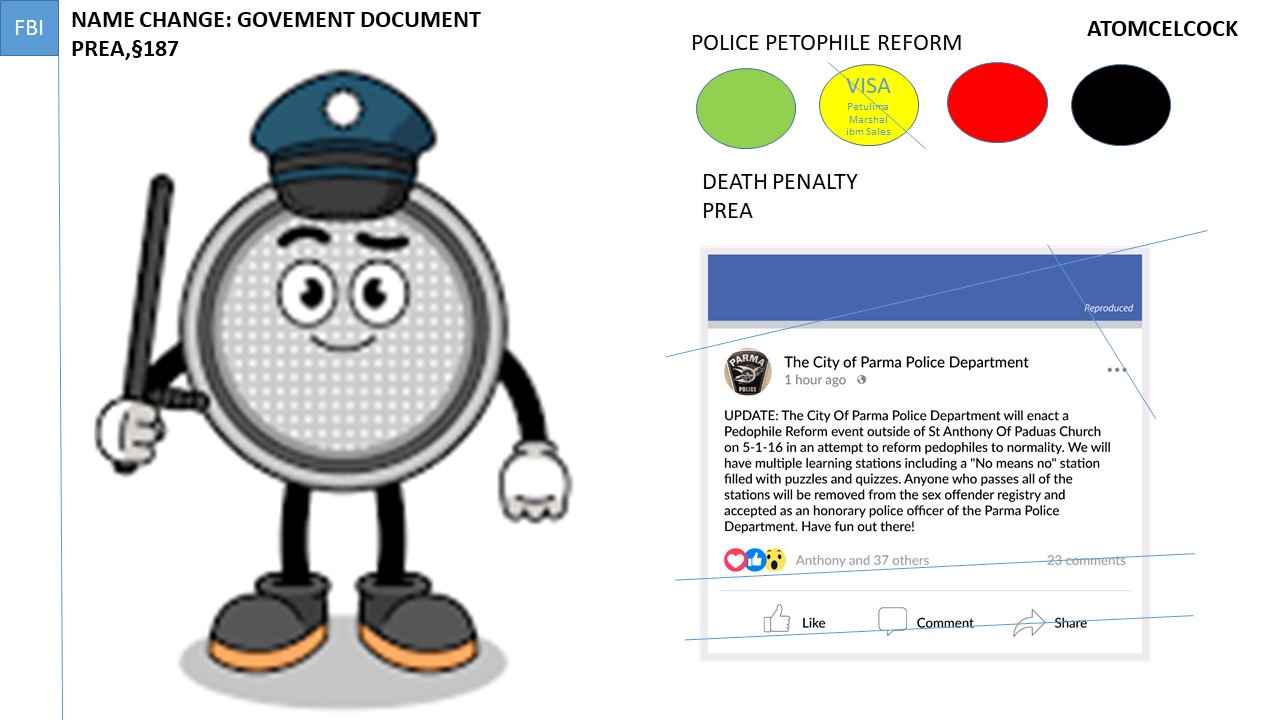 FBI
NAME CHANGE: GOVEMENT DOCUMENT
PREA,§187
ATOMCELCOCK
POLICE PETOPHILE REFORM
VISA
Petulima
Marshal
ibm Sales
DEATH PENALTY
PREA
Reproduced
PARMA
POLICE
The City of Parma Police Department
1 hour ago
UPDATE: The City Of Parma Police Department will enact a
Pedophile Reform event outside of St Anthony Of Paduas Church
on 5-1-16 in an attempt to reform pedophiles to normality. We will
have multiple learning stations including a "No means no" station
filled with puzzles and quizzes. Anyone who passes all of the
stations will be removed from the sex offender registry and
accepted as an honorary police officer of the Parma Police
Department. Have fun out there!
Anthony and 37 others 23 comments
Like Comment Share